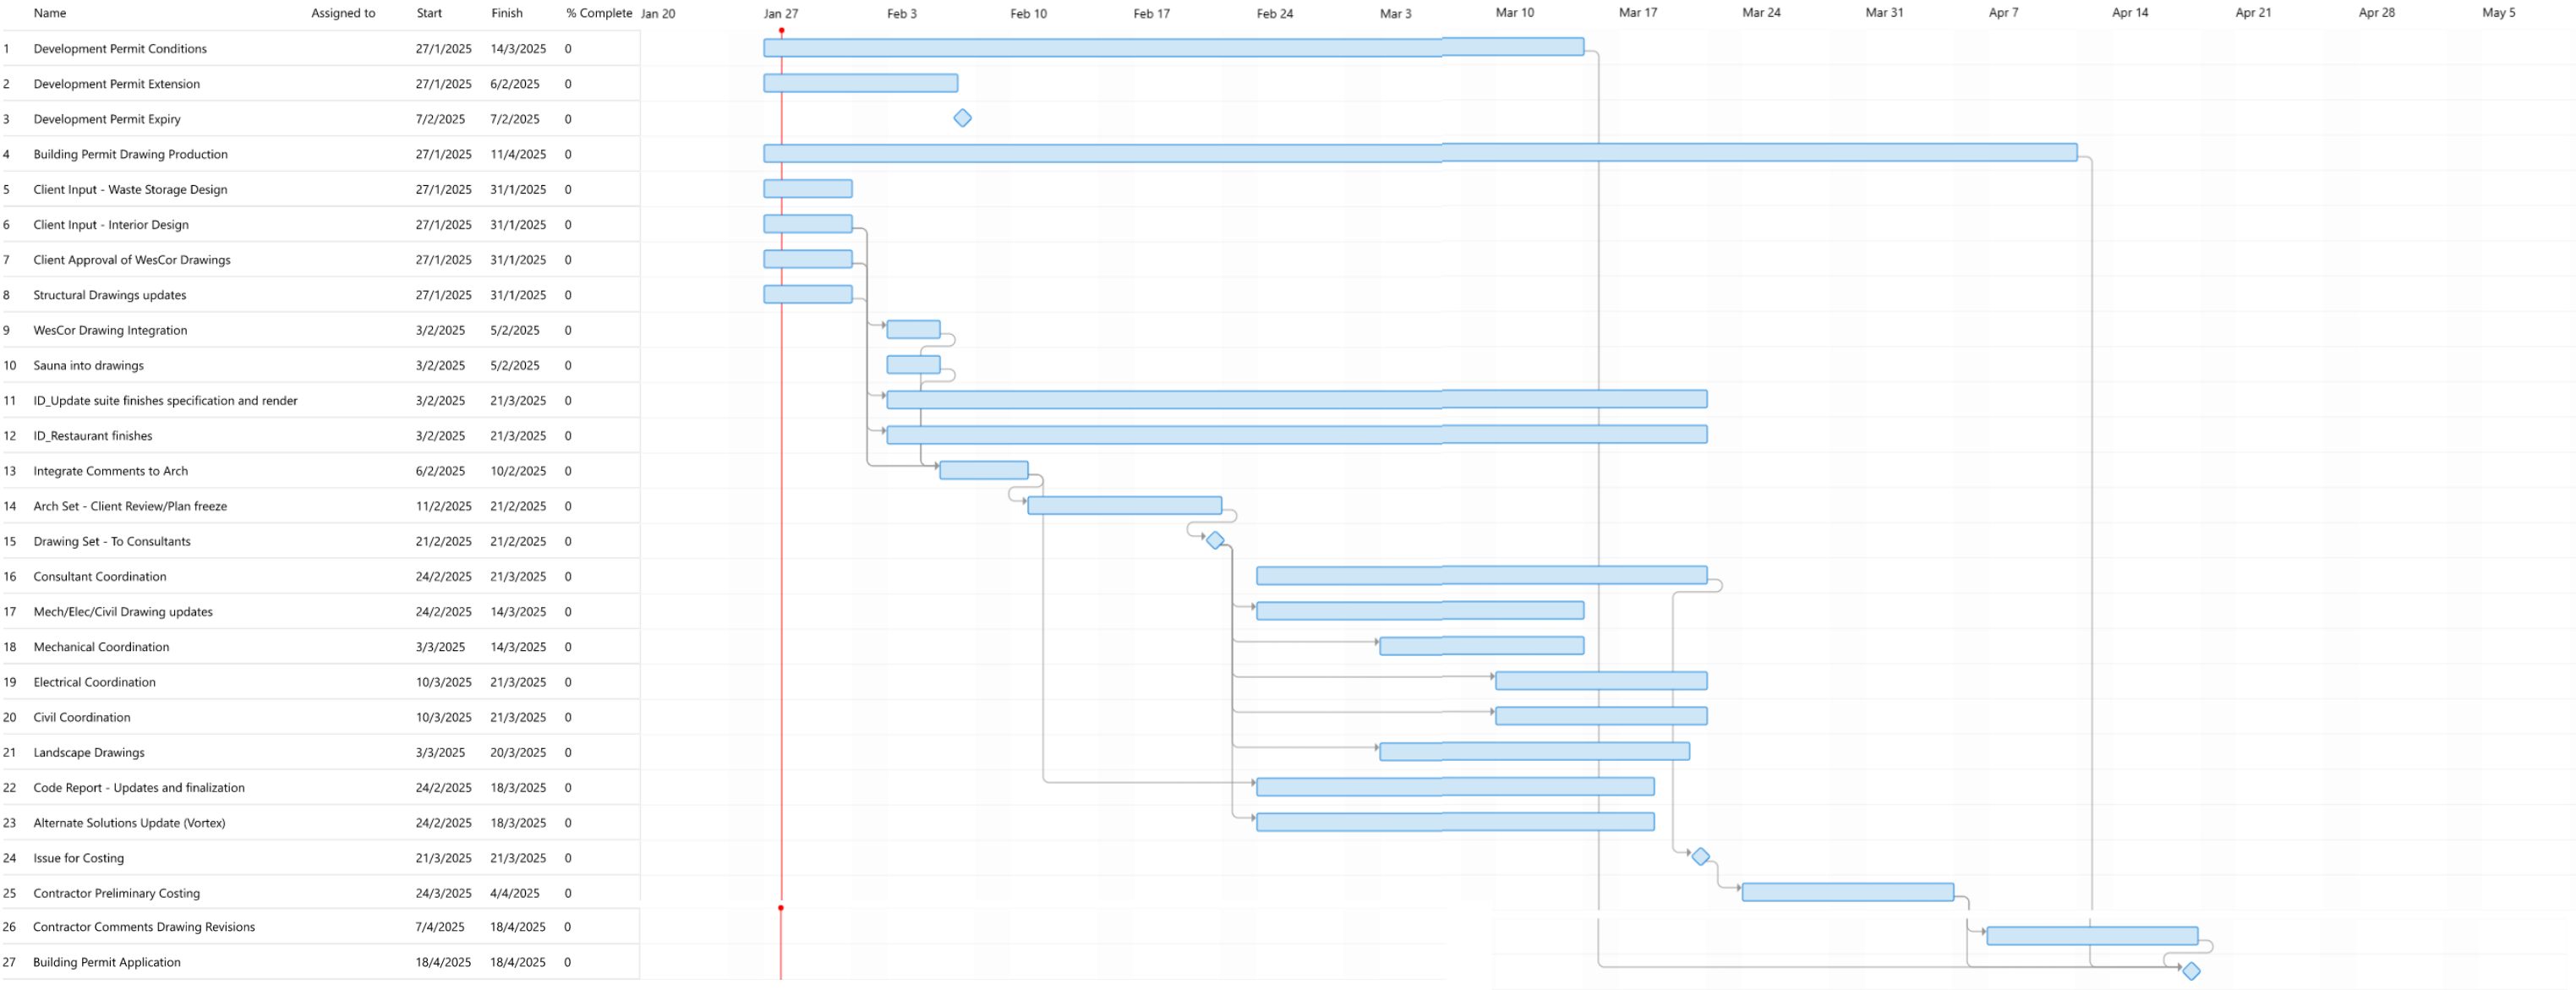 Name Assigned to Start Finish % Complete Jan 20 Jan 27 Feb 3 Feb 10 Feb 17 Feb 24 Mar 3 Mar 10 Mar 17 Mar 24 Mar 31 Apr 7 Apr 14 Apr 21 Apr 28 May 5
1 Development Permit Conditions 27/1/2025 14/3/2025 0
2 Development Permit Extension 27/1/2025 6/2/2025 0
3 Development Permit Expiry 7/2/2025 7/2/2025 0
4 Building Permit Drawing Production 27/1/2025 11/4/2025 0
5 Client Input - Waste Storage Design 27/1/2025 31/1/2025 0
6 Client Input - Interior Design 27/1/2025 31/1/2025 0
7 Client Approval of WesCor Drawings 27/1/2025 31/1/2025 0
8 Structural Drawings updates 27/1/2025 31/1/2025 0
9 WesCor Drawing Integration 3/2/2025 5/2/2025 0
10 Sauna into drawings 3/2/2025 5/2/2025 0
11 ID_Update suite finishes specification and render 3/2/2025 21/3/2025 0
12 ID_Restaurant finishes 3/2/2025 21/3/2025 0
13 Integrate Comments to Arch 6/2/2025 10/2/2025 0
14 Arch Set - Client Review/Plan freeze 11/2/2025 21/2/2025 0
15 Drawing Set - To Consultants 21/2/2025 21/2/2025 0
16 Consultant Coordination 24/2/2025 21/3/2025 0
17 Mech/Elec/Civil Drawing updates 24/2/2025 14/3/2025 0
18 Mechanical Coordination 3/3/2025 14/3/2025 0
19 Electrical Coordination 10/3/2025 21/3/2025 0
20 Civil Coordination 10/3/2025 21/3/2025 0
21 Landscape Drawings 3/3/2025 20/3/2025 0
22 Code Report - Updates and finalization 24/2/2025 18/3/2025 0
23 Alternate Solutions Update (Vortex) 24/2/2025 18/3/2025 0
24 Issue for Costing 21/3/2025 21/3/2025 0
25 Contractor Preliminary Costing 24/3/2025 4/4/2025 0
26 Contractor Comments Drawing Revisions 7/4/2025 18/4/2025 0
27 Building Permit Application 18/4/2025 18/4/2025 0